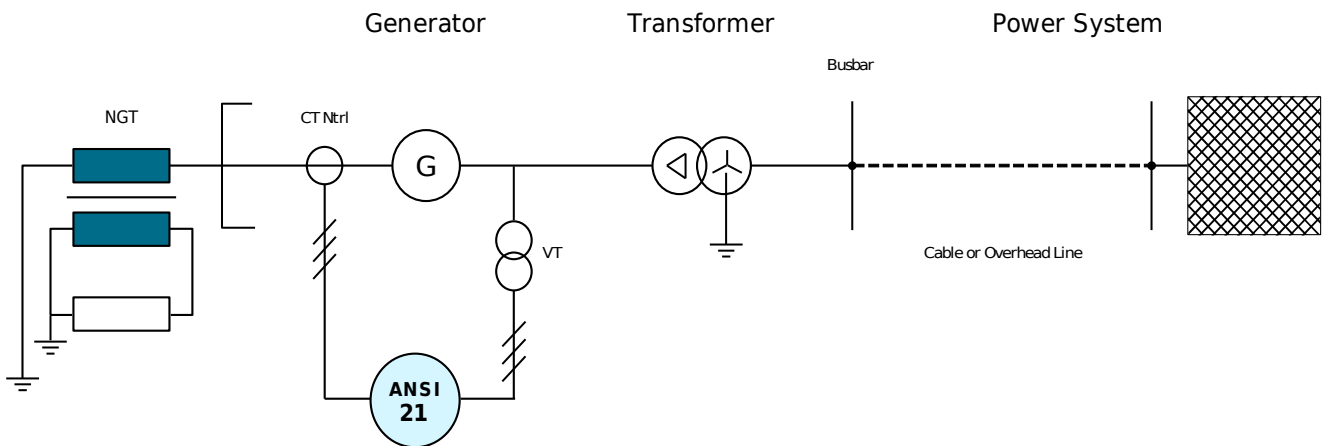 Generator
Transformer
Power System
Busbar
NGT
CT Ntrl
G
VT
Cable or Overhead Line
ANSI
21